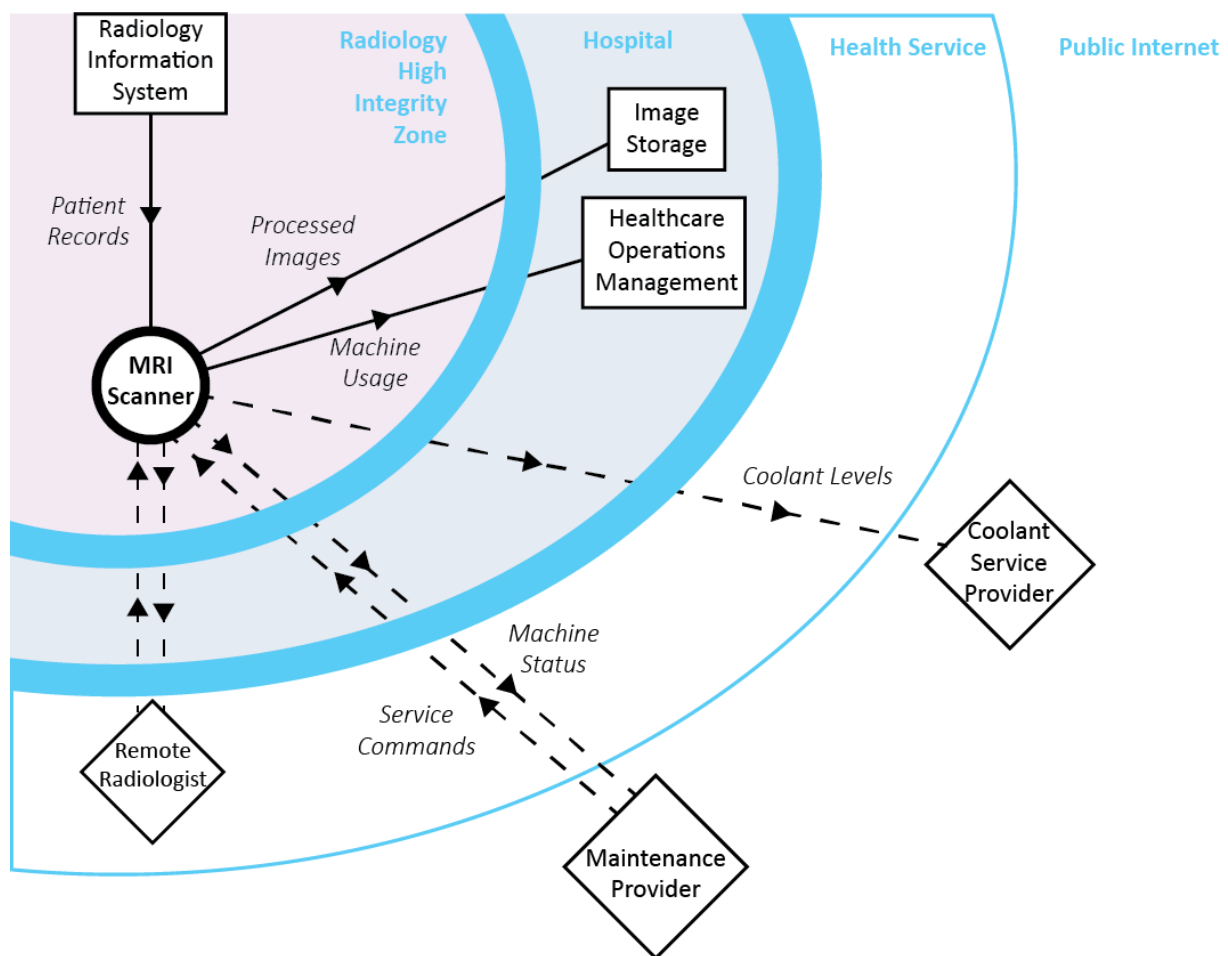 Radiology
Information
System
Radiology
High
Integrity
Zone
Hospital
Health Service
Public Internet
Image
Storage
Patient
Records
Processed
Images
Healthcare
Operations
Management
MRI
Scanner
Machine
Usage
Coolant Levels
Coolant
Service
Provider
Machine
Status
Service
Commands
Remote
Radiologist
Maintenance
Provider